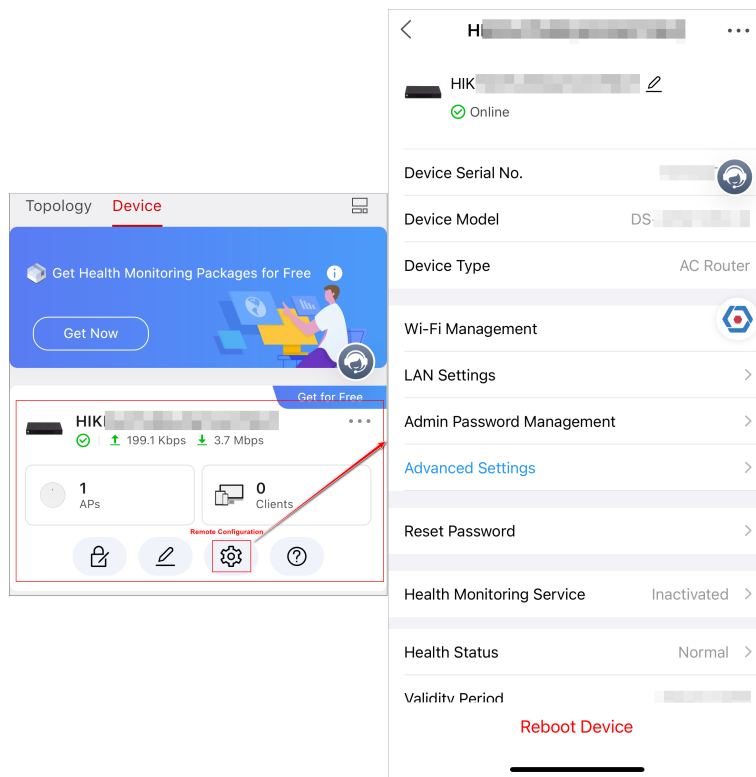 Topology Device
Get Health Monitoring Packages for Free
Get Now
Get for Free
HIK
199.1 Kbps 3.7 Mbps
1
APs
0
Clients
Remote Configuration
H
HIK
Online
Device Serial No.
Device Model DS-
Device Type AC Router
Wi-Fi Management
LAN Settings
Admin Password Management
Advanced Settings
Reset Password
Health Monitoring Service Inactivated
Health Status Normal
Validity Period
Reboot Device